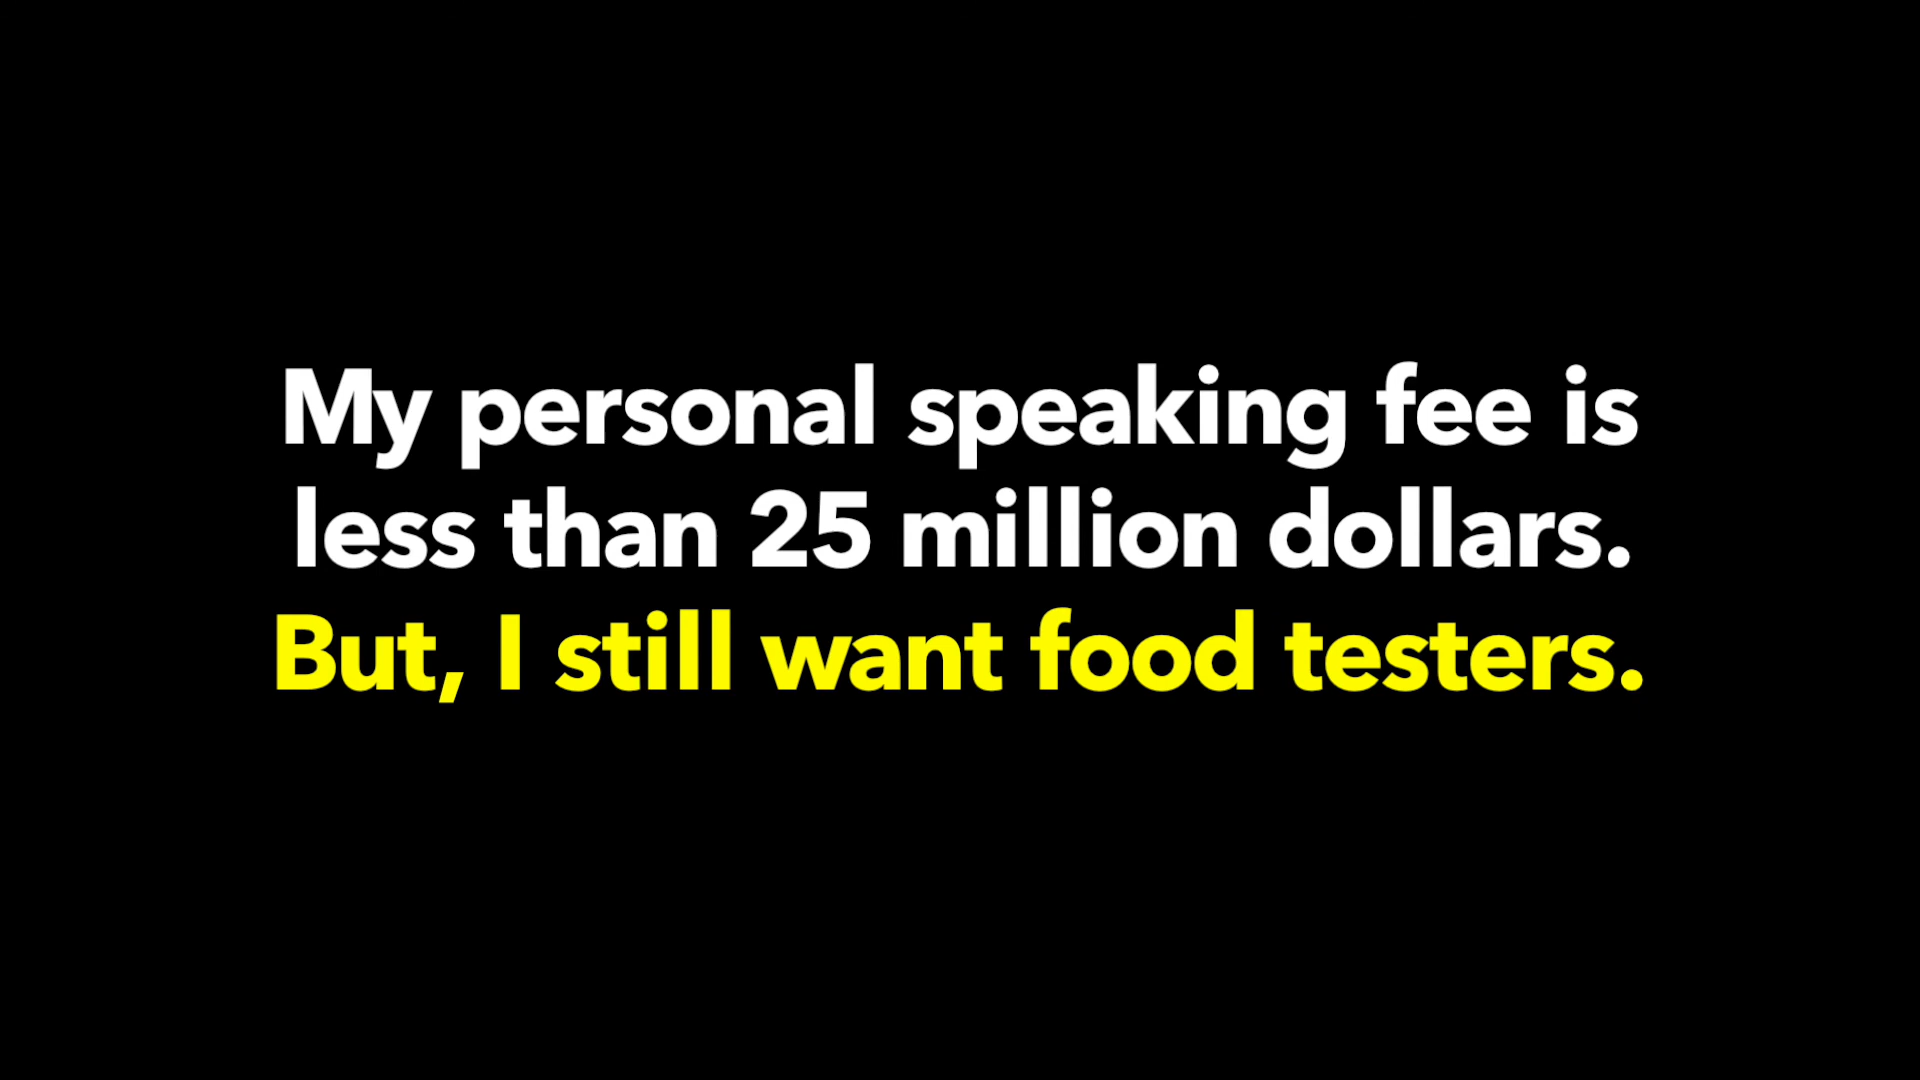 My personal speaking fee is
less than 25 million dollars.
But, I still want food testers.